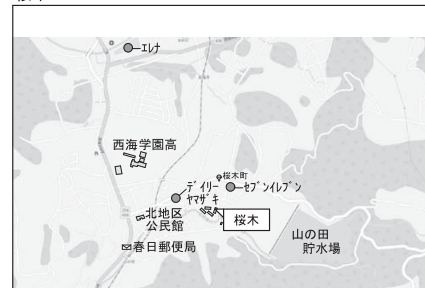 エレナ
西海学園高
桜木町
デイリー
ヤマザキ
セブンイレブン
北地区
公民館
桜木
春日郵便局
山の田
貯水場